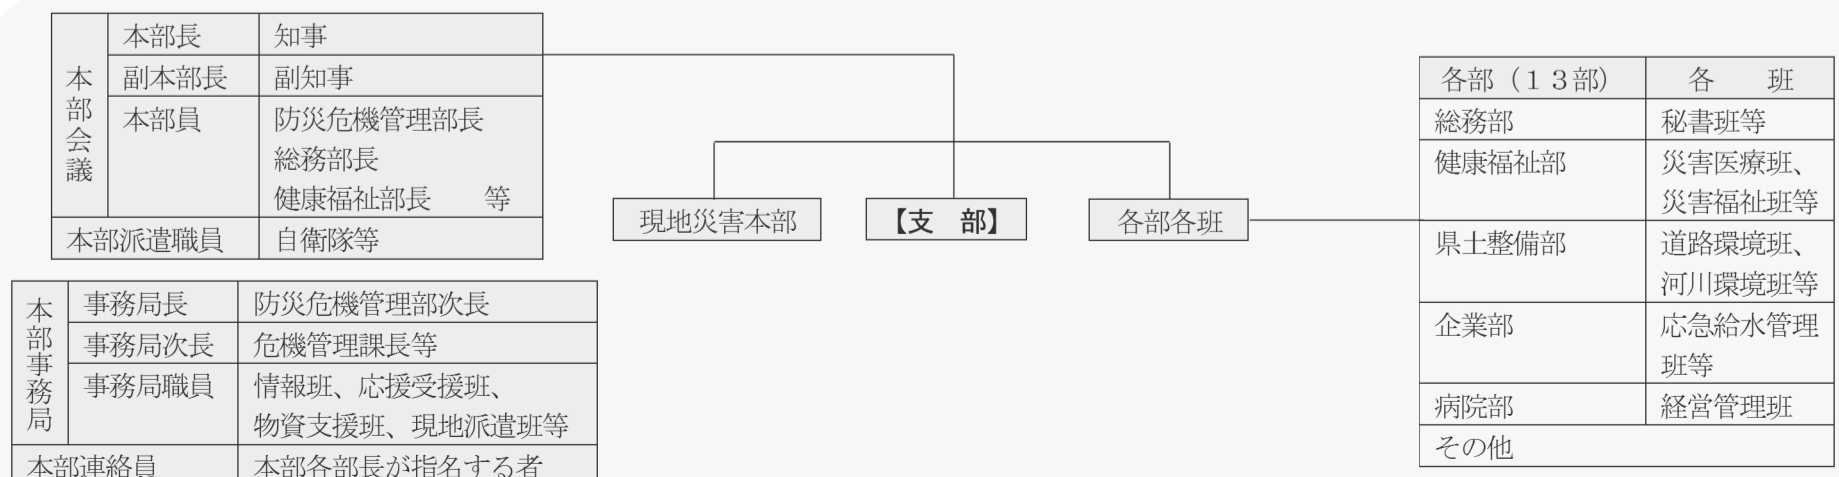 本部会議
本部長 知事
副本部長 副知事
本部員 防災危機管理部長
総務部長
健康福祉部長　　等
本部派遣職員 自衛隊等
本部事務局
事務局長 防災危機管理部次長
事務局次長 危機管理課長等
事務局職員 情報班、応援受援班、
物資支援班、現地派遣班等
本部連絡員 本部各部長が指名する者
現地災害本部
【支　部】
各部各班
各部（１３部） 各　　班
総務部 秘書班等
健康福祉部 災害医療班、
災害福祉班等
県土整備部 道路環境班、
河川環境班等
企業部 応急給水管理
班等
病院部 経営管理班
その他